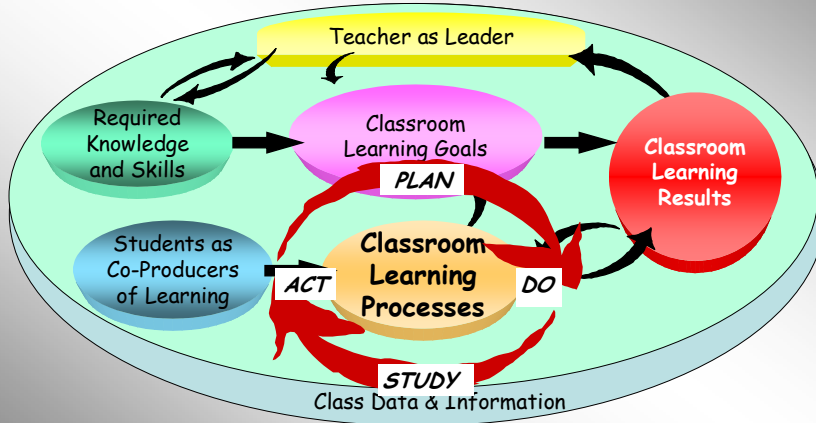 Teacher as Leader
Required
Knowledge
and Skills
Classroom
Learning Goals
Classroom
Learning
Results
PLAN
Students as
Co-Producers
of Learning
Classroom
Learning
Processes
ACT
DO
STUDY
Class Data & Information